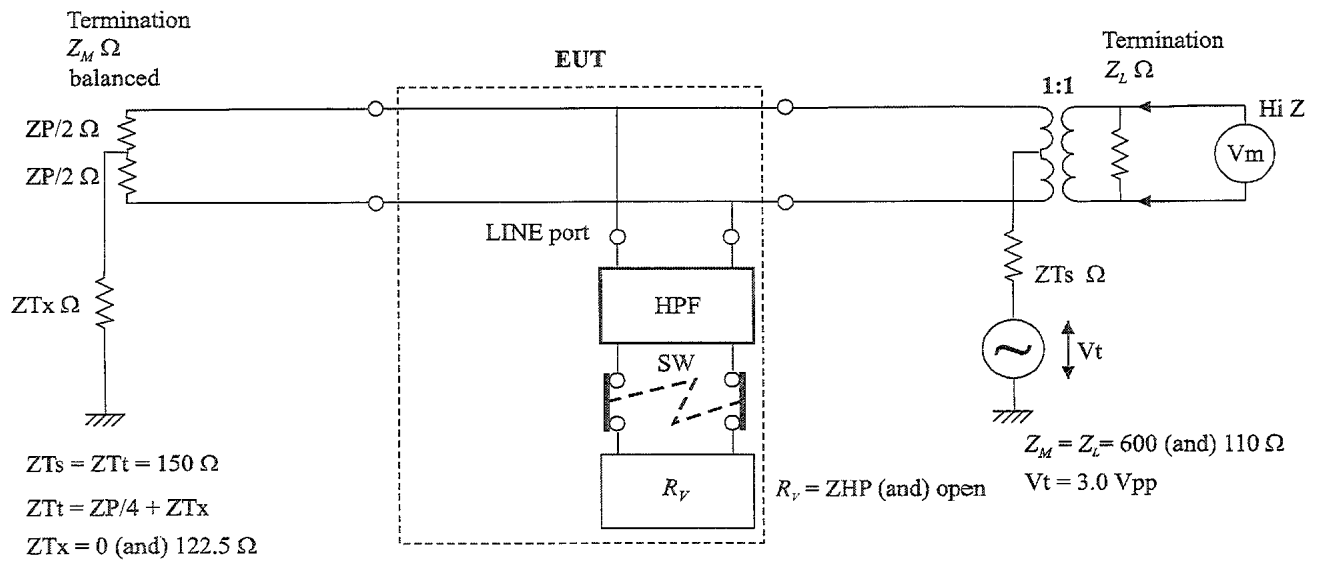 Termination
Z_M Ω
balanced
EUT
Termination
Z_L Ω
1:1
Hi Z
ZP/2 Ω
Vm
ZP/2 Ω
LINE port
ZTs Ω
ZTx Ω
HPF
SW
Vt
ZTs = ZTt = 150 Ω
ZTt = ZP/4 + ZTx
ZTx = 0 (and) 122.5 Ω
R_V
R_V = ZHP (and) open
Z_M = Z_L= 600 (and) 110 Ω
Vt = 3.0 Vpp